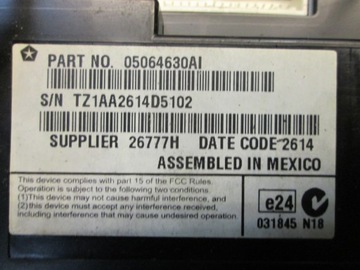 PART NO. 05064630AI
S/N TZ1AA2614D5102
SUPPLIER 26777H DATE CODE 2614
ASSEMBLED IN MEXICO
This device complies with part 15 of the FCC Rules.
Operation is subject to the following two conditions.
(1)This device may not cause harmful interference, and
(2)this device must accept any interference received,
including interference that may cause undesired operation.
e24
031845 N18